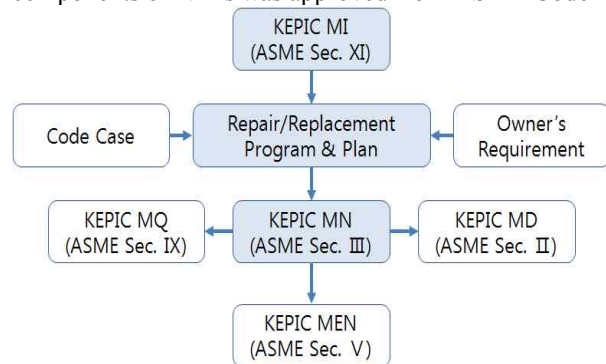 KEPIC MI
(ASME Sec. XI)
Code Case
Repair/Replacement
Program & Plan
Owner's
Requirement
KEPIC MQ
(ASME Sec. Ⅸ)
KEPIC MN
(ASME Sec. Ⅲ)
KEPIC MD
(ASME Sec. Ⅱ)
KEPIC MEN
(ASME Sec. Ⅴ)